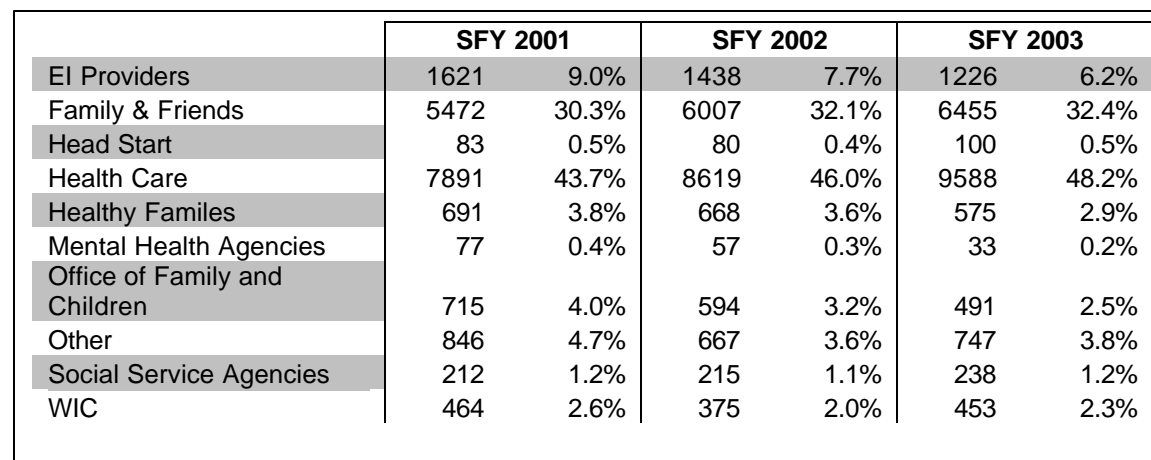 SFY 2001 SFY 2002 SFY 2003
EI Providers 1621 9.0% 1438 7.7% 1226 6.2%
Family & Friends 5472 30.3% 6007 32.1% 6455 32.4%
Head Start 83 0.5% 80 0.4% 100 0.5%
Health Care 7891 43.7% 8619 46.0% 9588 48.2%
Healthy Familes 691 3.8% 668 3.6% 575 2.9%
Mental Health Agencies 77 0.4% 57 0.3% 33 0.2%
Office of Family and
Children 715 4.0% 594 3.2% 491 2.5%
Other 846 4.7% 667 3.6% 747 3.8%
Social Service Agencies 212 1.2% 215 1.1% 238 1.2%
WIC 464 2.6% 375 2.0% 453 2.3%